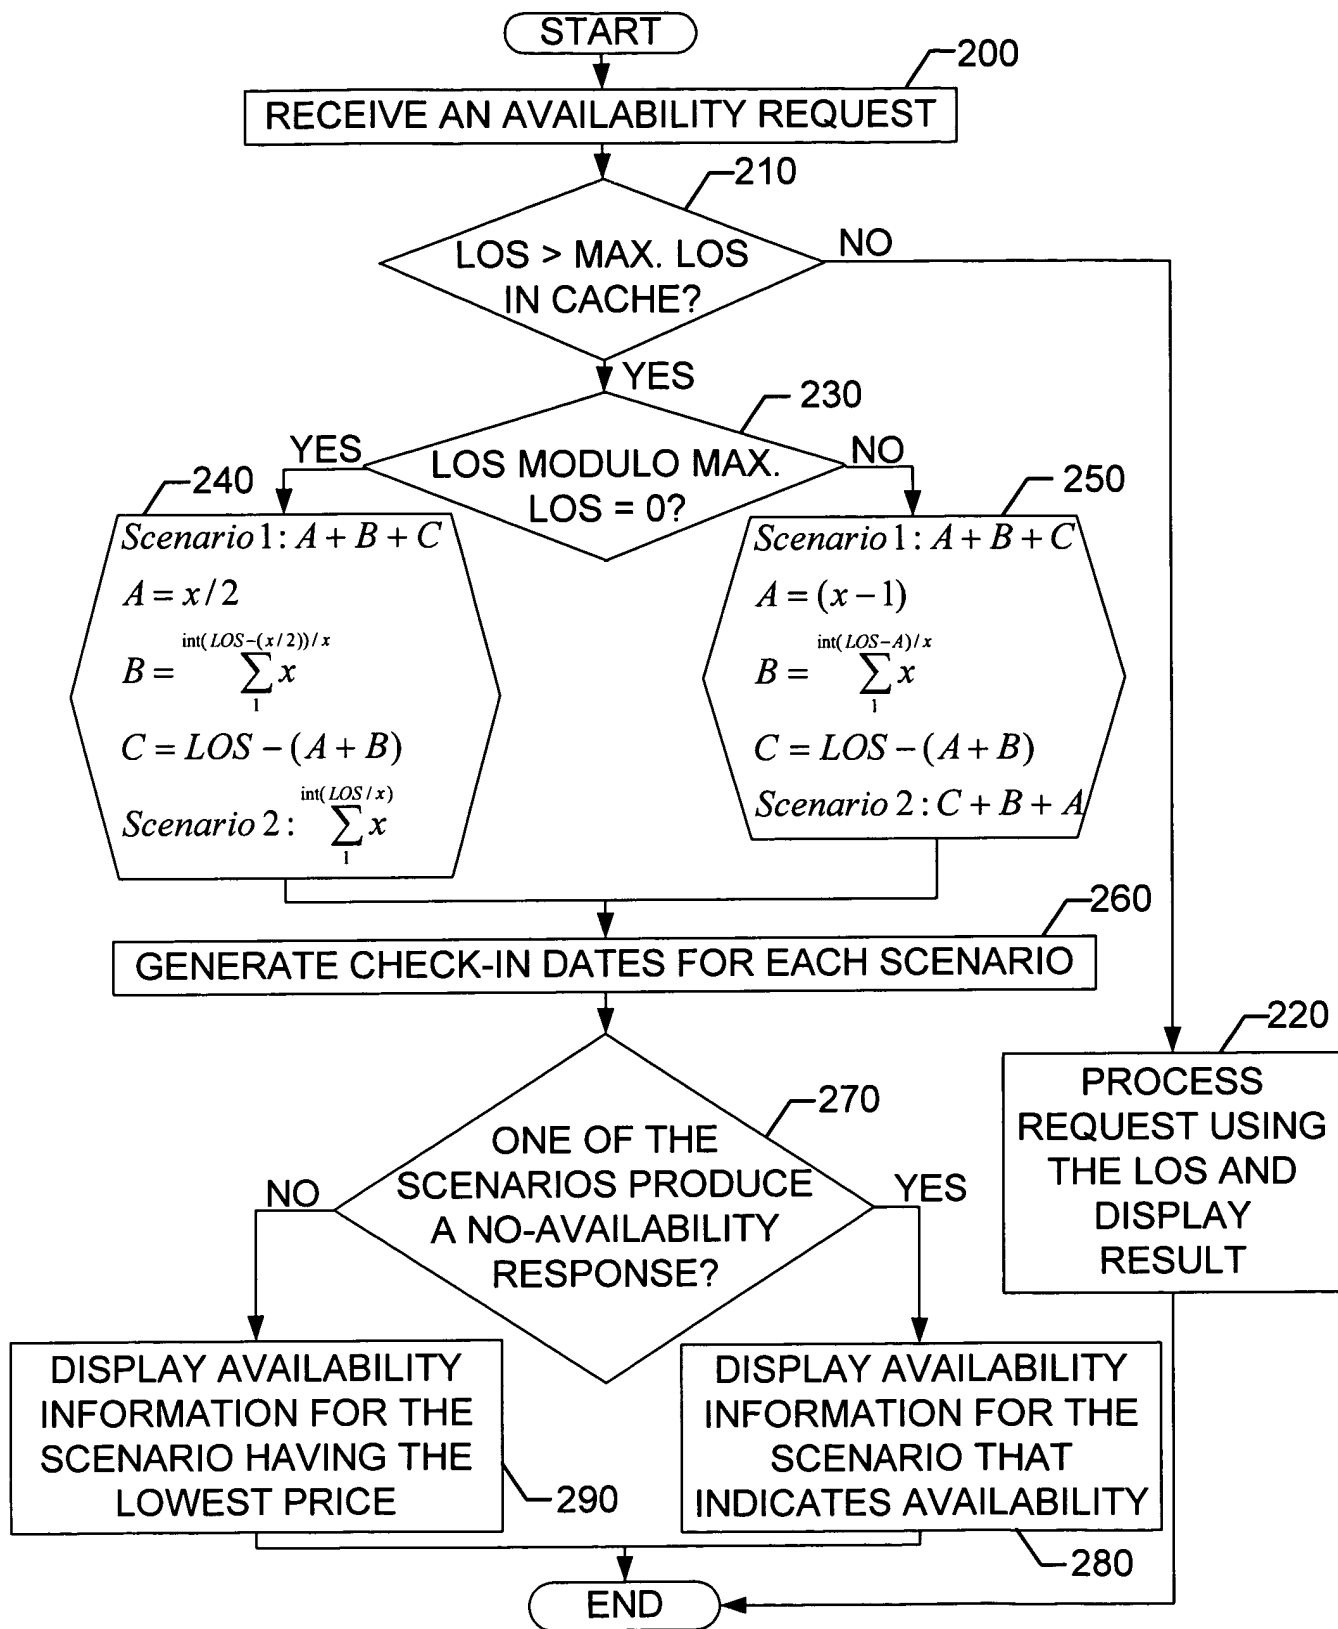 START
200
RECEIVE AN AVAILABILITY REQUEST
210
LOS > MAX. LOS
IN CACHE?
NO
YES
230
LOS MODULO MAX.
LOS = 0?
YES
NO
240
Scenario 1: A + B + C
A = x / 2
int(LOS-(x/2))/x
B = ∑ x
1
C = LOS − (A + B)
int(LOS/x)
Scenario 2: ∑ x
1
250
Scenario 1: A + B + C
A = (x − 1)
int(LOS-A)/x
B = ∑ x
1
C = LOS − (A + B)
Scenario 2: C + B + A
260
GENERATE CHECK-IN DATES FOR EACH SCENARIO
220
PROCESS
REQUEST USING
THE LOS AND
DISPLAY
RESULT
270
ONE OF THE
SCENARIOS PRODUCE
A NO-AVAILABILITY
RESPONSE?
NO
YES
DISPLAY AVAILABILITY
INFORMATION FOR THE
SCENARIO HAVING THE
LOWEST PRICE
290
DISPLAY AVAILABILITY
INFORMATION FOR THE
SCENARIO THAT
INDICATES AVAILABILITY
280
END